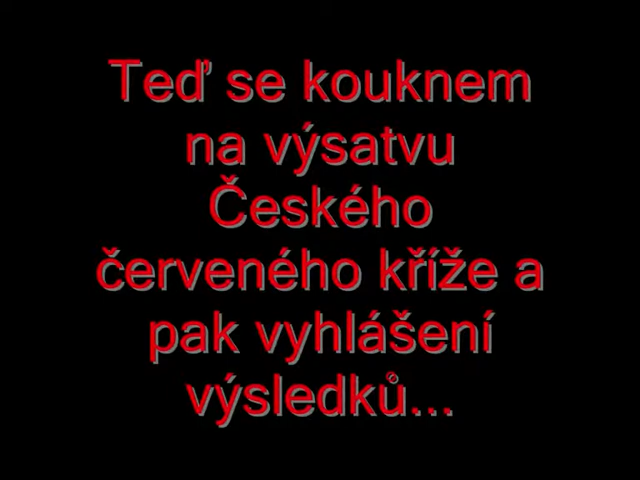 Teď se kouknem
na výsatvu
Českého
červeného kříže a
pak vyhlášení
výsledků...